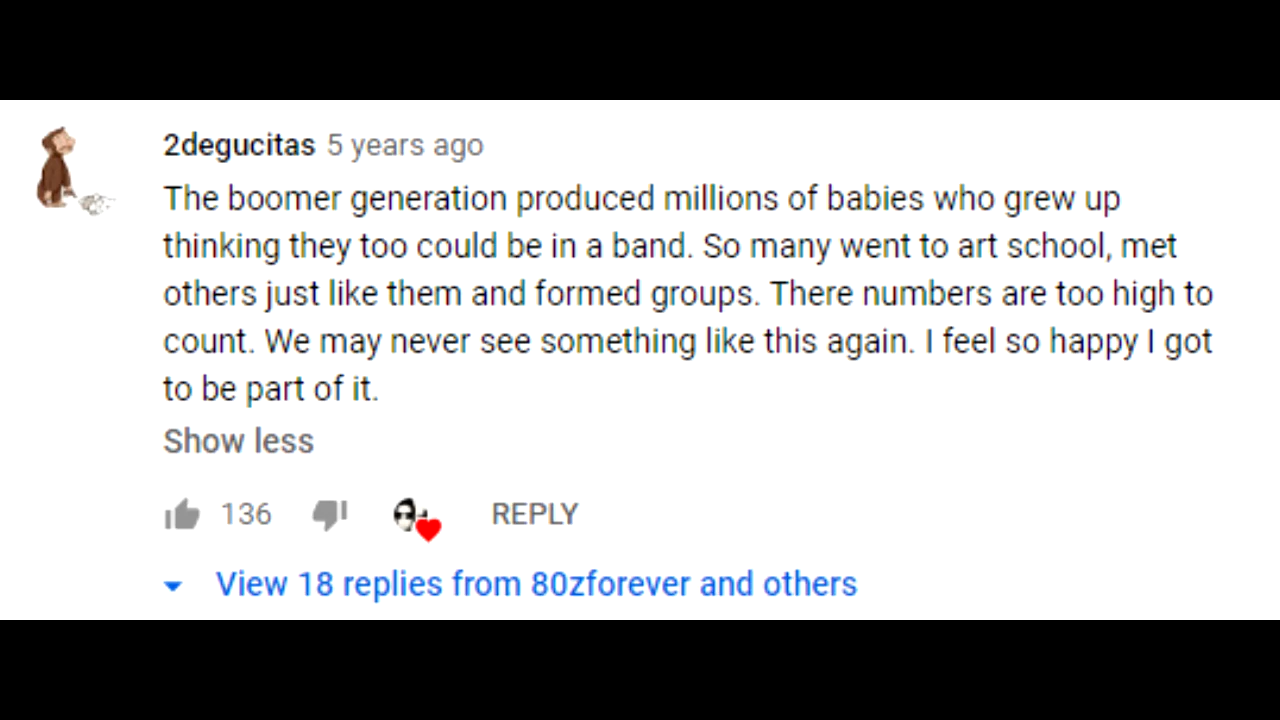 2degucitas 5 years ago
The boomer generation produced millions of babies who grew up
thinking they too could be in a band. So many went to art school, met
others just like them and formed groups. There numbers are too high to
count. We may never see something like this again. I feel so happy I got
to be part of it.
Show less
136 REPLY
View 18 replies from 80zforever and others